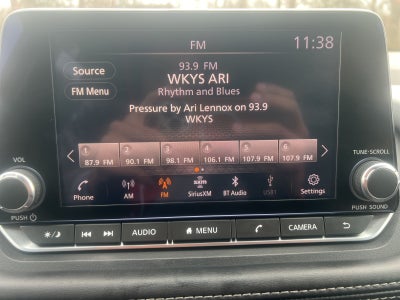 FM
11:38
Source
93.9 FM
WKYS ARI
FM Menu
Rhythm and Blues
Pressure by Ari Lennox on 93.9
WKYS
1 2 3 4 5 6
87.9 FM 90.1 FM 98.1 FM 106.1 FM 107.9 FM 107.9 FM
VOL
TUNE·SCROLL
Phone AM FM SiriusXM BT Audio USB1 Settings
PUSH
PUSH SOUND
AUDIO MENU CAMERA